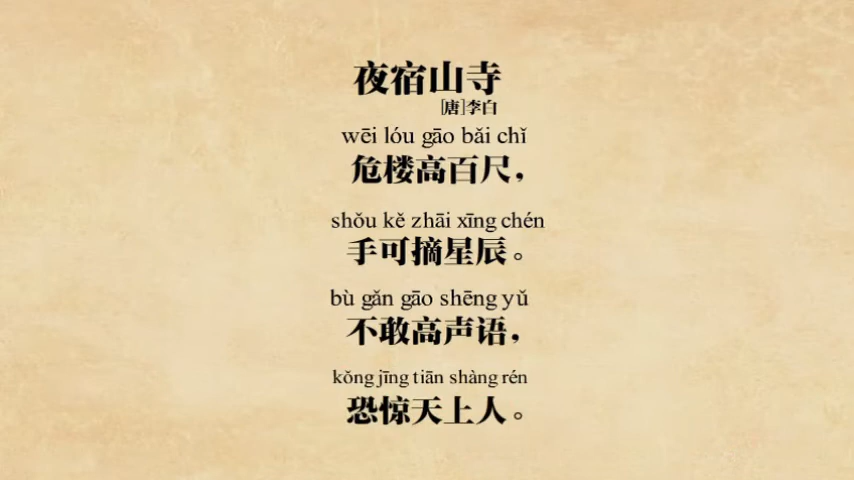 夜宿山寺
[唐]李白
wēi lóu gāo bǎi chǐ
危楼高百尺，
shǒu kě zhāi xīng chén
手可摘星辰。
bù gǎn gāo shēng yǔ
不敢高声语，
kǒng jīng tiān shàng rén
恐惊天上人。